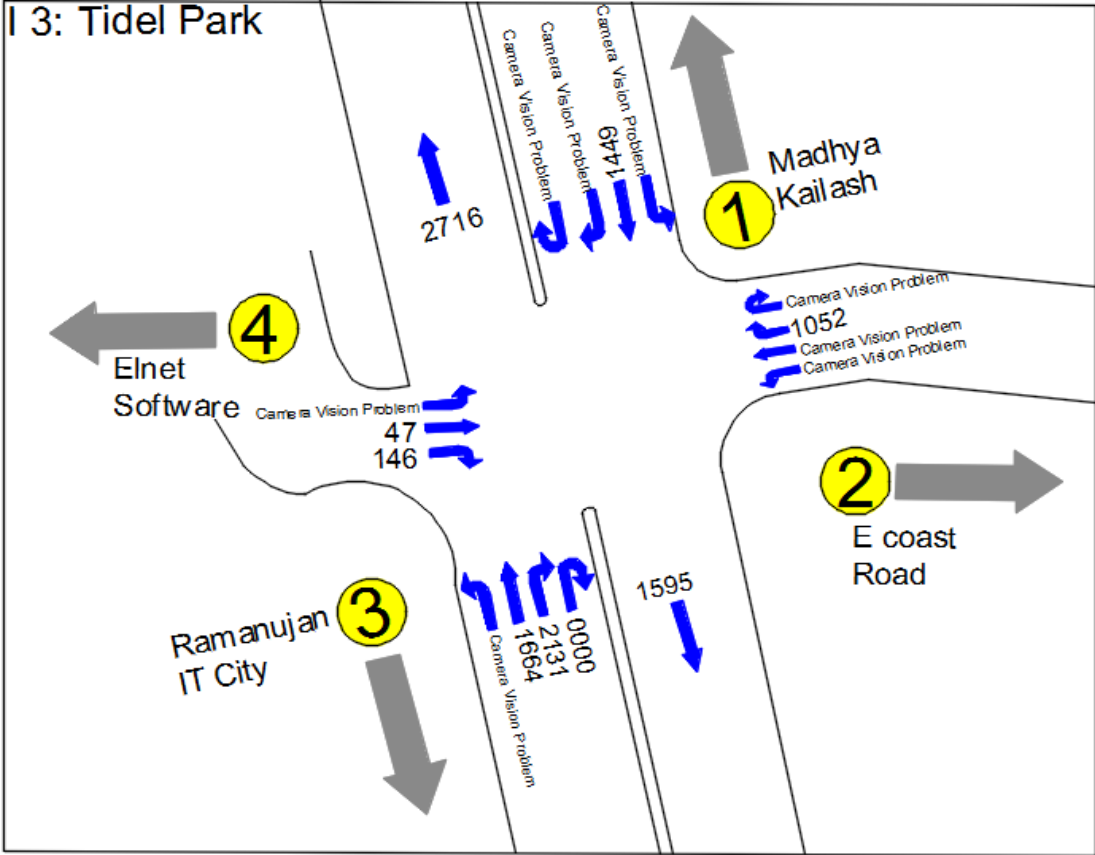 I 3: Tidel Park
Camera Vision Problem
Camera Vision Problem
1449
Camera Vision Problem
1
Madhya
Kailash
2716
Camera Vision Problem
1052
Camera Vision Problem
Camera Vision Problem
4
Elnet
Software
Camera Vision Problem
47
146
2
E coast
Road
3
Ramanujan
IT City
Camera Vision Problem
1664
2131
0000
1595